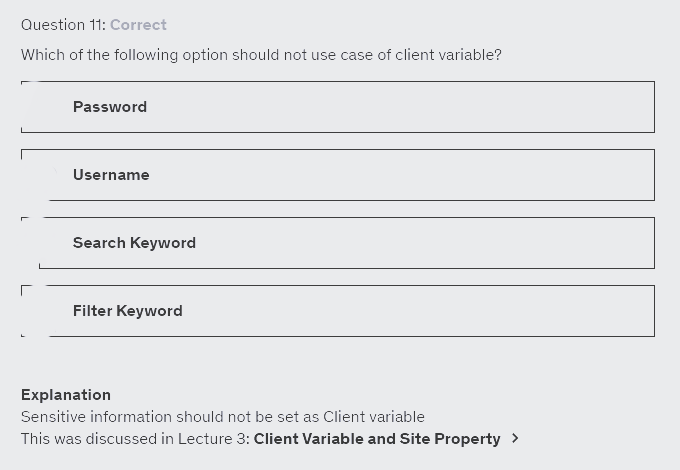 Question 11: Correct
Which of the following option should not use case of client variable?
Password
Username
Search Keyword
Filter Keyword
Explanation
Sensitive information should not be set as Client variable
This was discussed in Lecture 3: Client Variable and Site Property